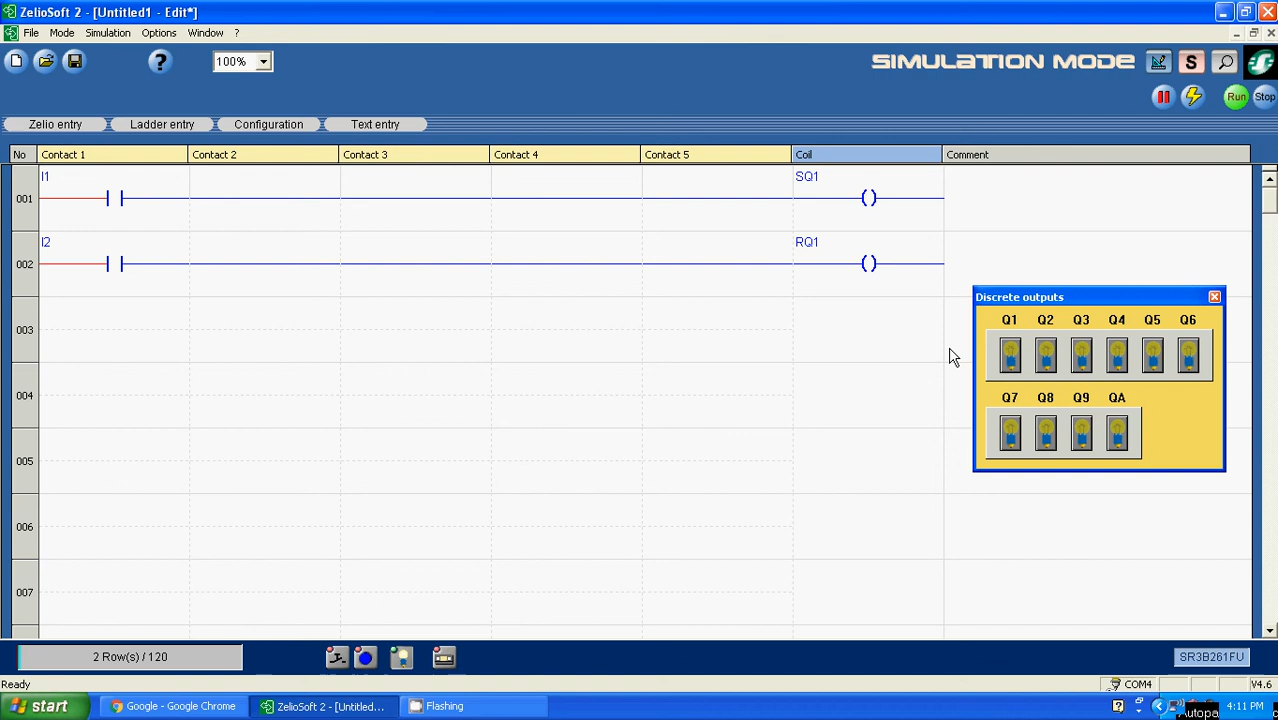 ZelioSoft 2 - [Untitled1 - Edit*]
File Mode Simulation Options Window ?
? 100% SIMULATION MODE S
Run Stop
Zelio entry Ladder entry Configuration Text entry
No Contact 1 Contact 2 Contact 3 Contact 4 Contact 5 Coil Comment
I1 SQ1
001
I2 RQ1
002
Discrete outputs
Q1 Q2 Q3 Q4 Q5 Q6
003
004
Q7 Q8 Q9 QA
005
006
007
2 Row(s) / 120 SR3B261FU
Ready COM4 V4.6
start Google - Google Chrome ZelioSoft 2 - [Untitled... Flashing ? 4:11 PM